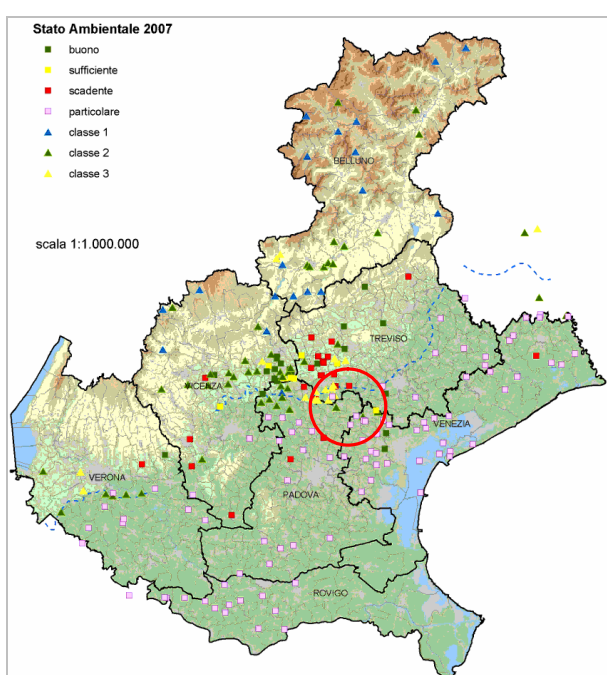 Stato Ambientale 2007
buono
sufficiente
scadente
particolare
classe 1
classe 2
classe 3
scala 1:1.000.000
BELLUNO
TREVISO
VICENZA
VENEZIA
VERONA
PADOVA
ROVIGO